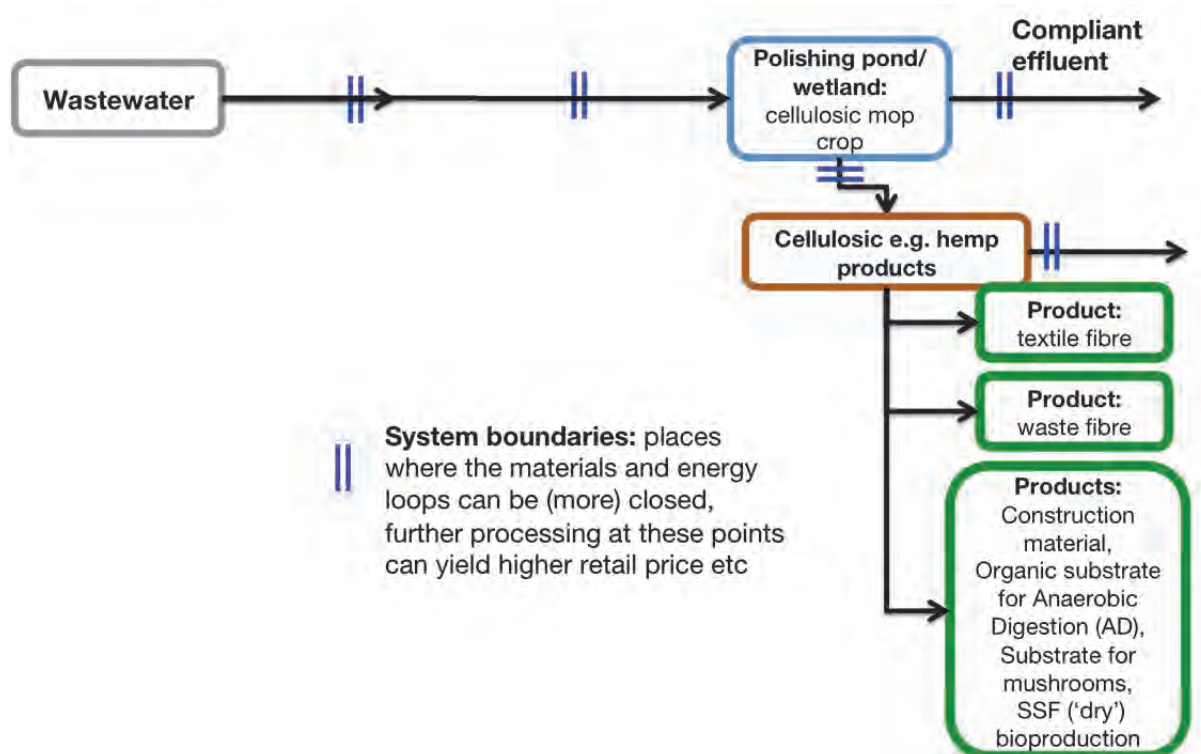 Wastewater
Polishing pond/
wetland:
cellulosic mop
crop
Compliant
effluent
Cellulosic e.g. hemp
products
Product:
textile fibre
Product:
waste fibre
System boundaries: places
where the materials and energy
loops can be (more) closed,
further processing at these points
can yield higher retail price etc
Products:
Construction
material,
Organic substrate
for Anaerobic
Digestion (AD),
Substrate for
mushrooms,
SSF (‘dry’)
bioproduction